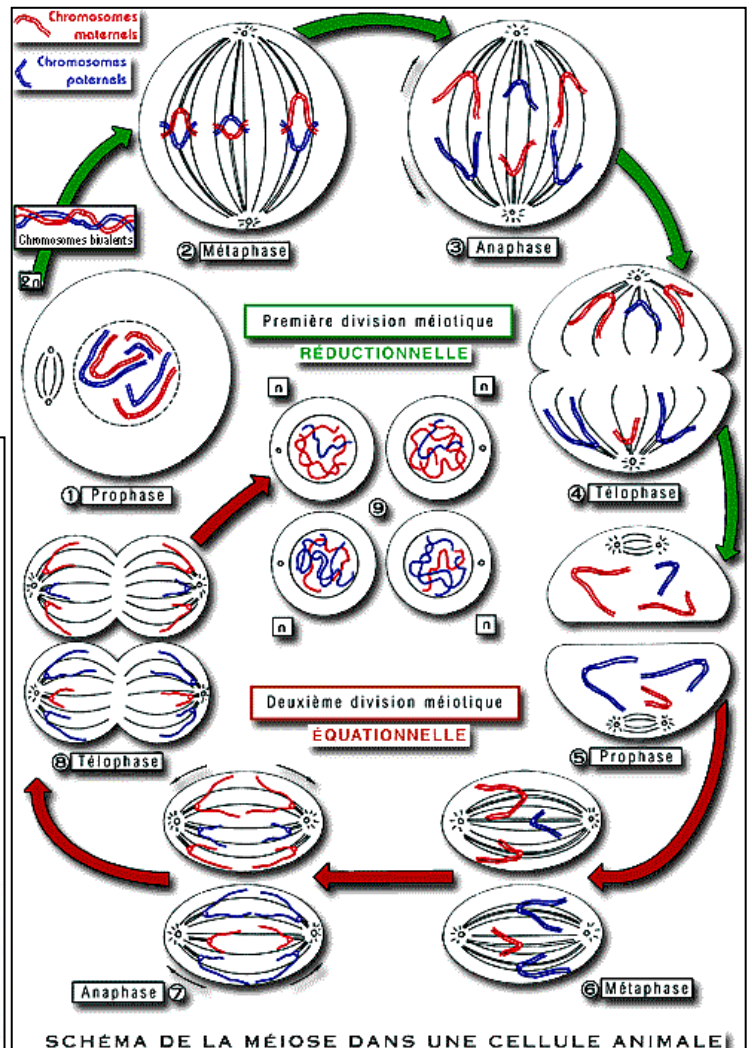 Chromosomes
maternels
Chromosomes
paternels
Chromosomes bivalents
2n
② Métaphase
③ Anaphase
Première division méiotique
RÉDUCTIONNELLE
① Prophase
n
n
⑨
n
n
④ Télophase
Deuxième division méiotique
ÉQUATIONNELLE
⑤ Prophase
⑧ Télophase
Anaphase ⑦
⑥ Métaphase
SCHÉMA DE LA MÉIOSE DANS UNE CELLULE ANIMALE